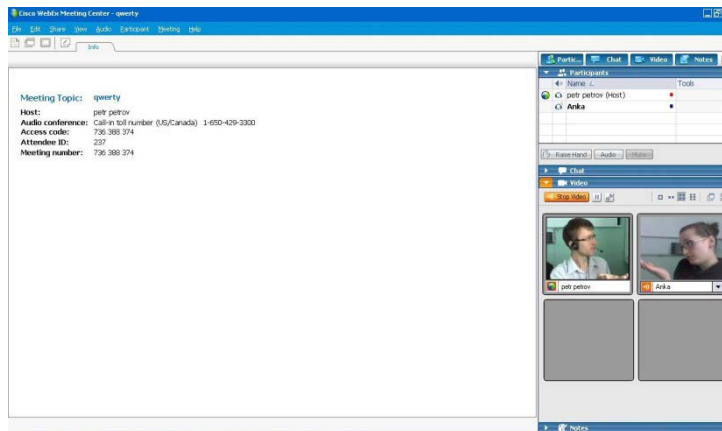 Cisco WebEx Meeting Center - qwerty
File Edit Share View Audio Participant Meeting Help
Info
Partic... Chat Video Notes
Participants
Name Tools
petr petrov (Host)
Anka
Raise Hand Audio Mute
Chat
Video
Stop Video
petr petrov Anka
Notes
Meeting Topic: qwerty
Host: petr petrov
Audio conference: Call-in toll number (US/Canada) 1-650-429-3300
Access code: 736 388 374
Attendee ID: 237
Meeting number: 736 388 374